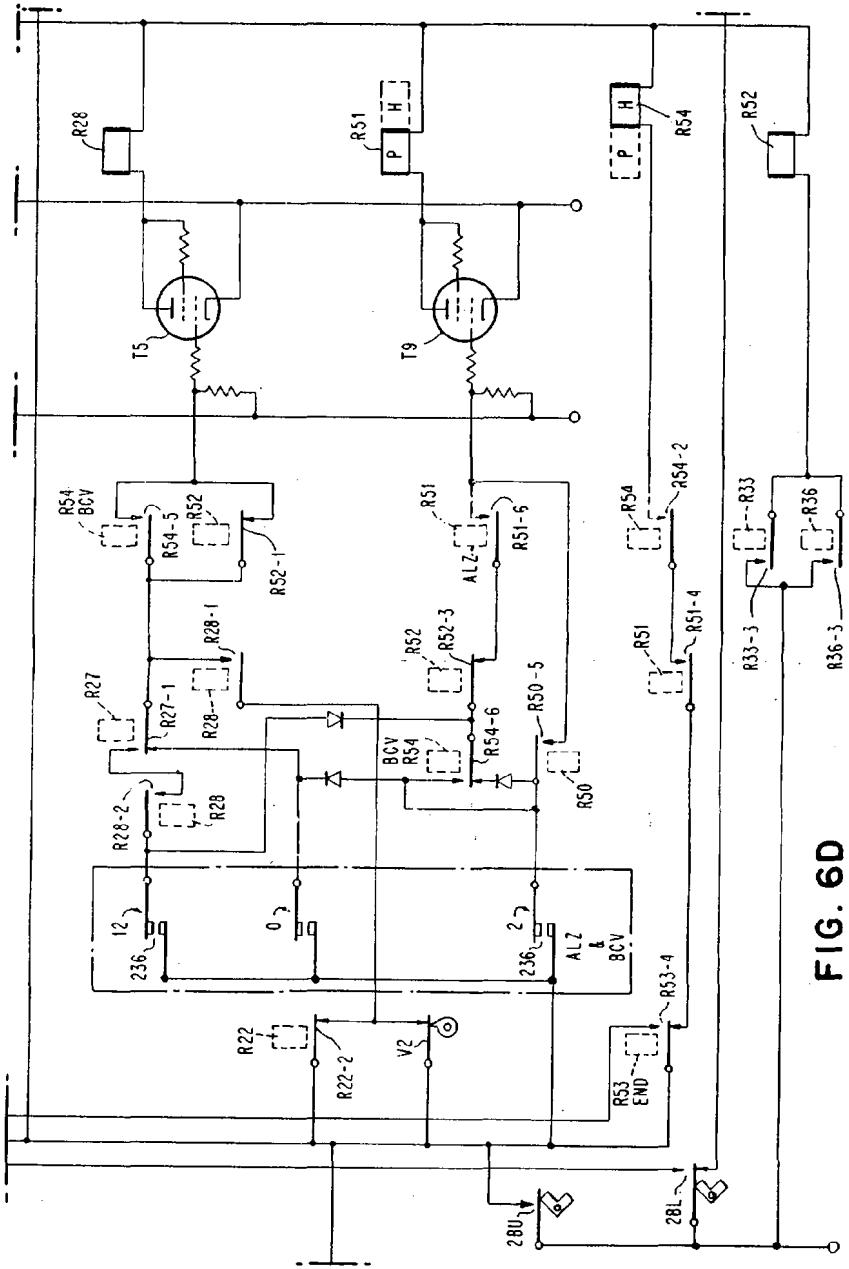 R28
H
P
R51
H
P
R54
R52
T5
T9
R54
BCV
R52
R54-5
R52-1
R51
ALZ
R51-6
R54
R54-2
R33
R36
R33-3
R36-3
R27
R27-1
R28-1
R28
R28-2
R28
R52
R52-3
BCV
R54
R54-6
R50-5
R50
R51
R51-4
12
236
0
2
236
ALZ
&
BCV
R22
R22-2
V2
R53
END
R53-4
2BU
2BL
FIG. 6D